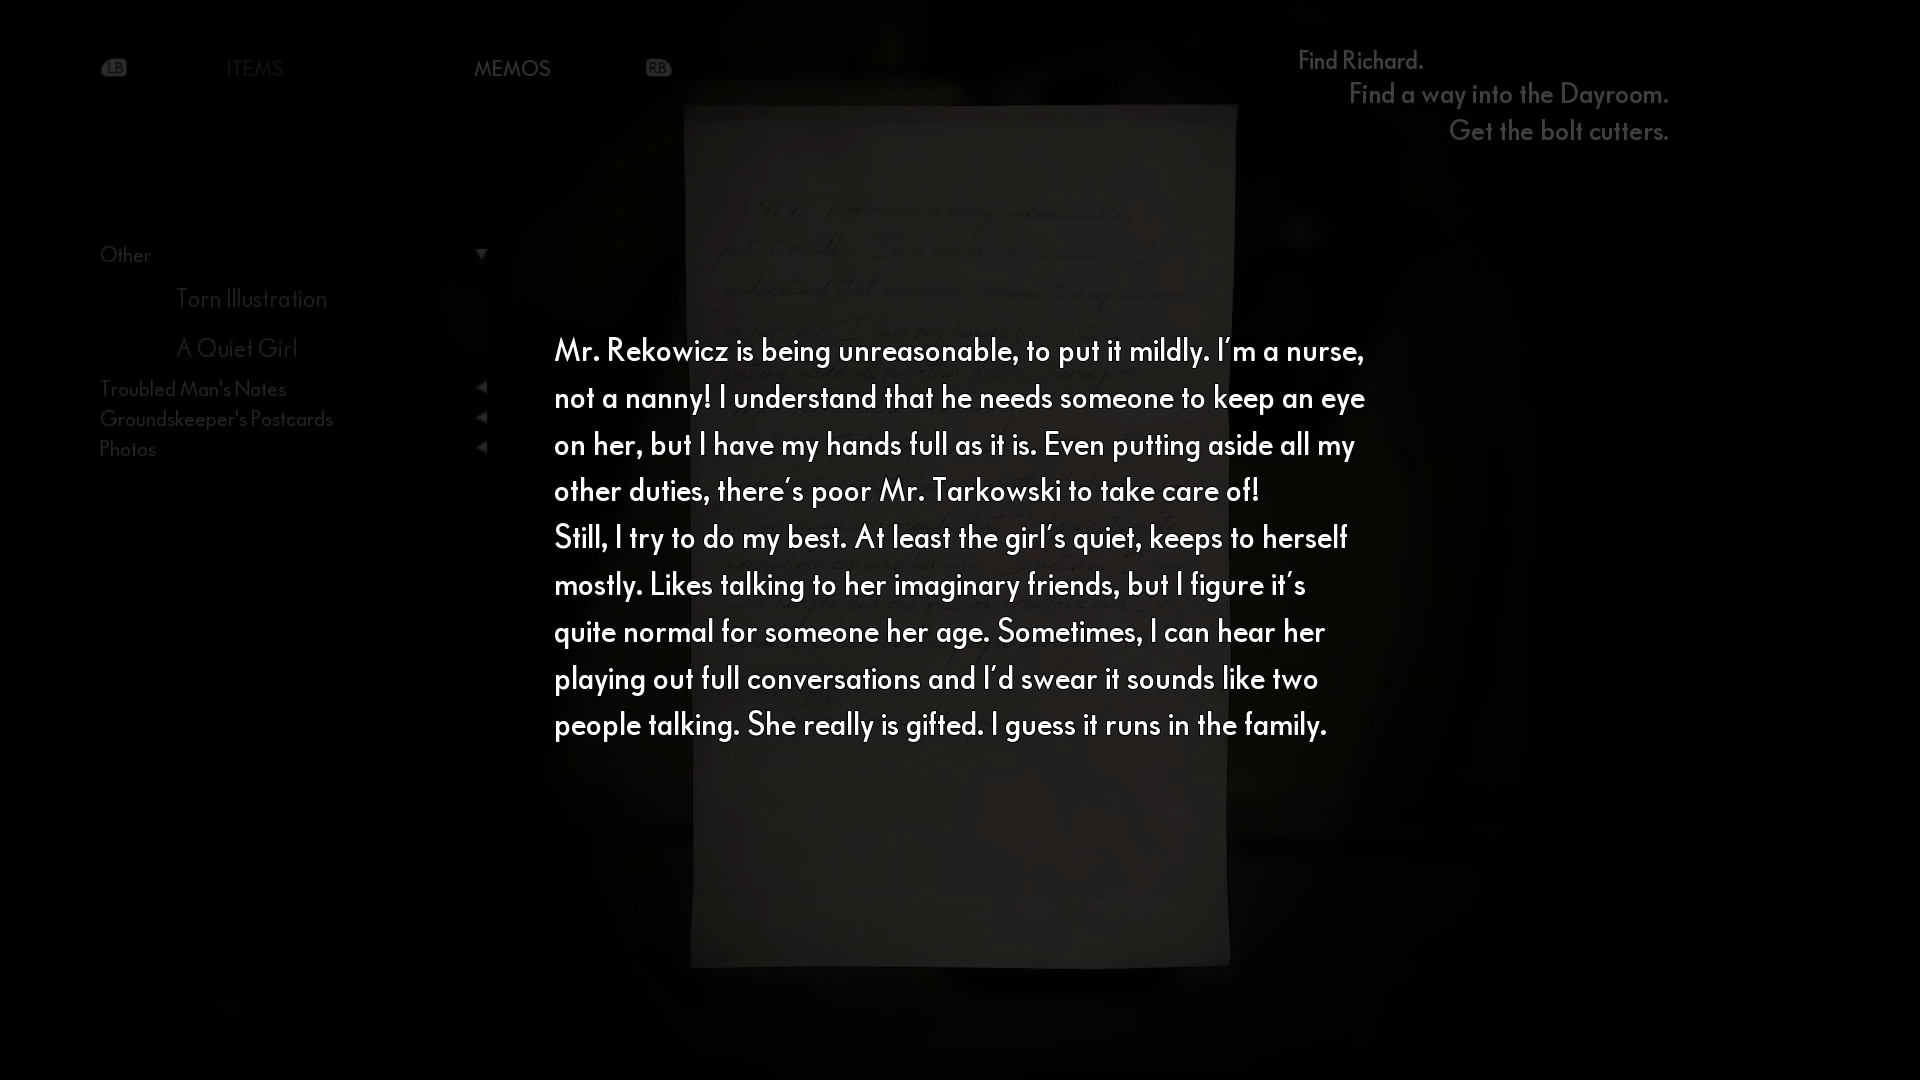 LB ITEMS MEMOS RB
Find Richard.
Find a way into the Dayroom.
Get the bolt cutters.
Other
Torn Illustration
A Quiet Girl
Troubled Man's Notes
Groundskeeper's Postcards
Photos
Mr. Rekowicz is being unreasonable, to put it mildly. I'm a nurse,
not a nanny! I understand that he needs someone to keep an eye
on her, but I have my hands full as it is. Even putting aside all my
other duties, there's poor Mr. Tarkowski to take care of!
Still, I try to do my best. At least the girl's quiet, keeps to herself
mostly. Likes talking to her imaginary friends, but I figure it's
quite normal for someone her age. Sometimes, I can hear her
playing out full conversations and I'd swear it sounds like two
people talking. She really is gifted. I guess it runs in the family.